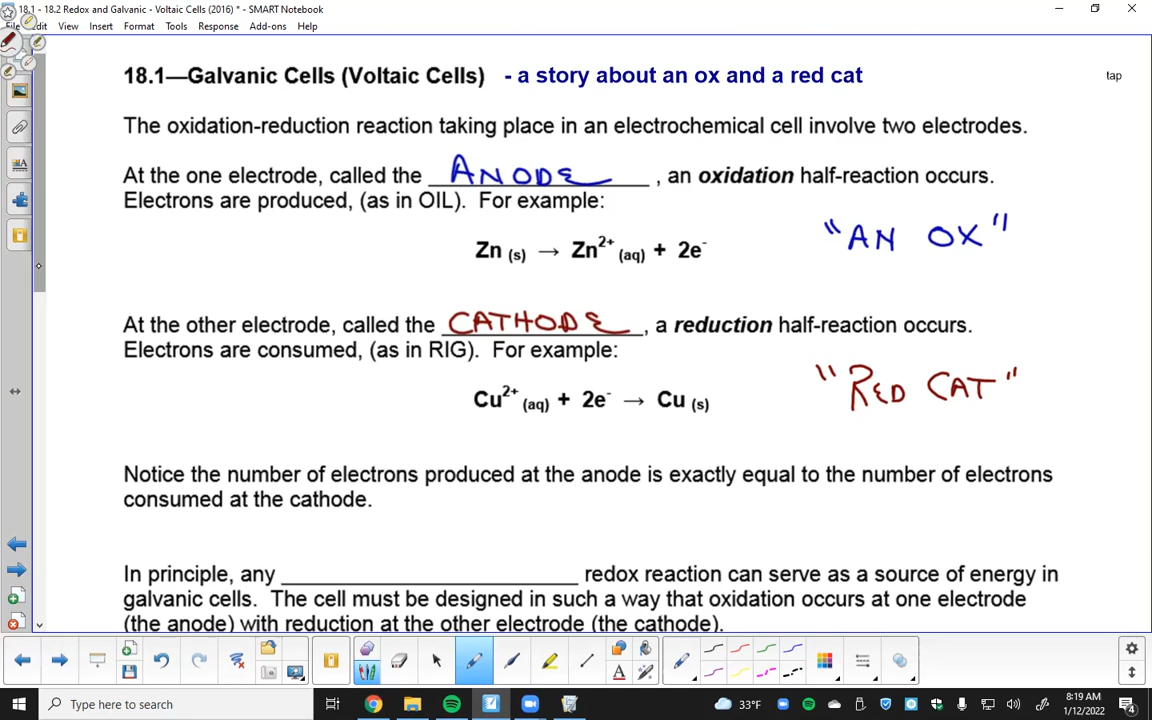 18.1 - 18.2 Redox and Galvanic - Voltaic Cells (2016) * - SMART Notebook
File Edit View Insert Format Tools Response Add-ons Help
18.1—Galvanic Cells (Voltaic Cells) - a story about an ox and a red cat
tap
The oxidation-reduction reaction taking place in an electrochemical cell involve two electrodes.
At the one electrode, called the ANODE, an oxidation half-reaction occurs.
Electrons are produced, (as in OIL). For example:
"AN OX"
Zn (s) → Zn²⁺ (aq) + 2e⁻
At the other electrode, called the CATHODE, a reduction half-reaction occurs.
Electrons are consumed, (as in RIG). For example:
"RED CAT"
Cu²⁺ (aq) + 2e⁻ → Cu (s)
Notice the number of electrons produced at the anode is exactly equal to the number of electrons
consumed at the cathode.
In principle, any ____________________ redox reaction can serve as a source of energy in
galvanic cells. The cell must be designed in such a way that oxidation occurs at one electrode
(the anode) with reduction at the other electrode (the cathode).
Type here to search
33°F
8:19 AM
1/12/2022
4